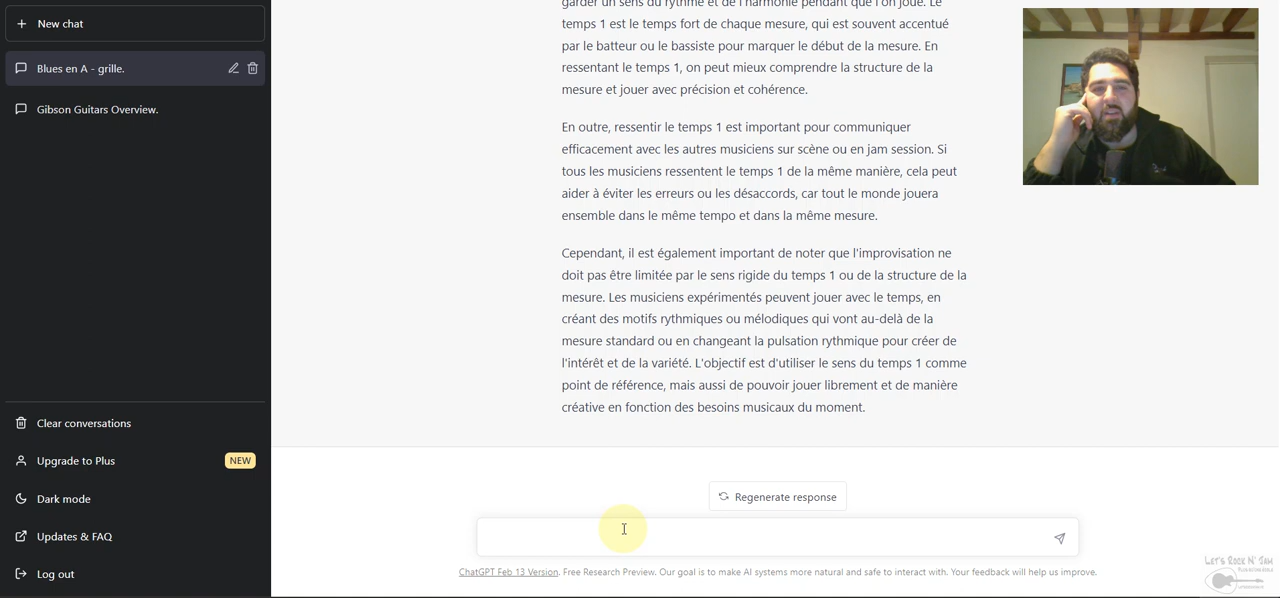 New chat
Blues en A - grille.
Gibson Guitars Overview.
Clear conversations
Upgrade to Plus
NEW
Dark mode
Updates & FAQ
Log out
garder un sens du rythme et de l'harmonie pendant que l'on joue. Le
temps 1 est le temps fort de chaque mesure, qui est souvent accentué
par le batteur ou le bassiste pour marquer le début de la mesure. En
ressentant le temps 1, on peut mieux comprendre la structure de la
mesure et jouer avec précision et cohérence.
En outre, ressentir le temps 1 est important pour communiquer
efficacement avec les autres musiciens sur scène ou en jam session. Si
tous les musiciens ressentent le temps 1 de la même manière, cela peut
aider à éviter les erreurs ou les désaccords, car tout le monde jouera
ensemble dans le même tempo et dans la même mesure.
Cependant, il est également important de noter que l'improvisation ne
doit pas être limitée par le sens rigide du temps 1 ou de la structure de la
mesure. Les musiciens expérimentés peuvent jouer avec le temps, en
créant des motifs rythmiques ou mélodiques qui vont au-delà de la
mesure standard ou en changeant la pulsation rythmique pour créer de
l'intérêt et de la variété. L'objectif est d'utiliser le sens du temps 1 comme
point de référence, mais aussi de pouvoir jouer librement et de manière
créative en fonction des besoins musicaux du moment.
Regenerate response
ChatGPT Feb 13 Version. Free Research Preview. Our goal is to make AI systems more natural and safe to interact with. Your feedback will help us improve.
LET'S ROCK N' JAM